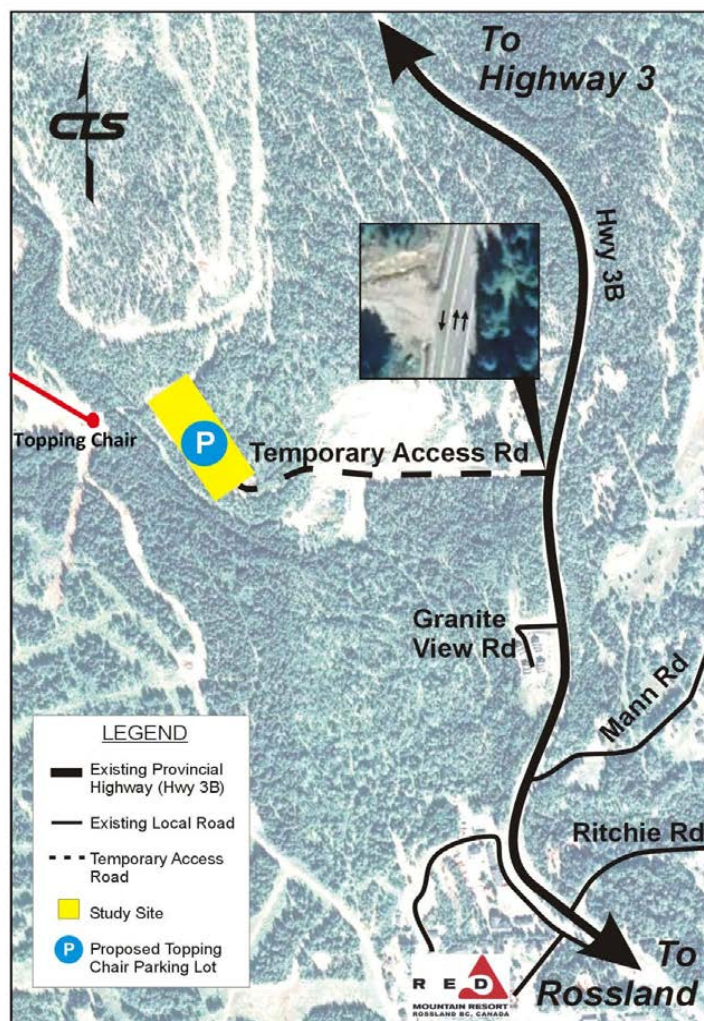 To
Highway 3
CTS
Hwy 3B
Topping Chair
P
Temporary Access Rd
Granite
View Rd
Mann Rd
LEGEND
Existing Provincial
Highway (Hwy 3B)
Existing Local Road
Temporary Access
Road
Study Site
P
Proposed Topping
Chair Parking Lot
Ritchie Rd
RED
MOUNTAIN RESORT
ROSSLAND BC, CANADA
To
Rossland